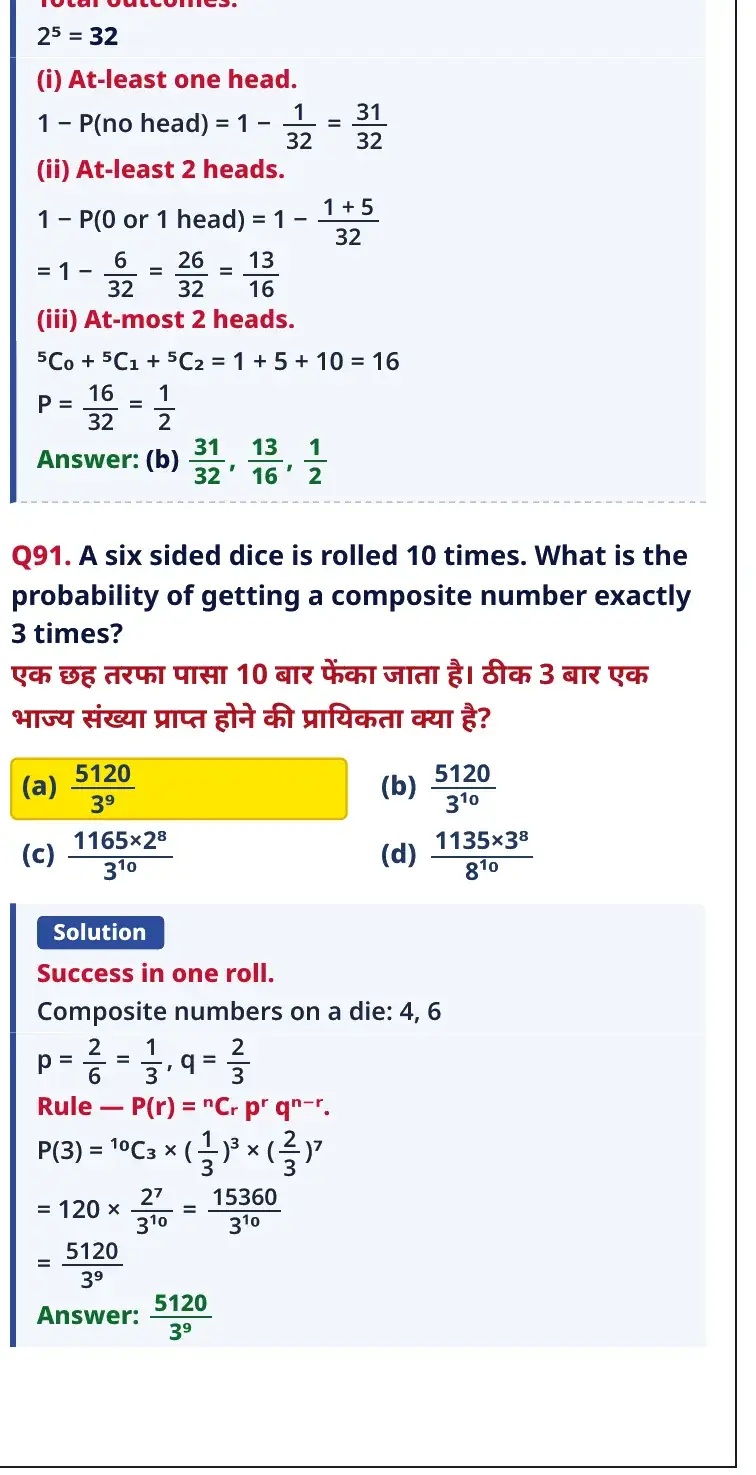 Total outcomes:
2⁵ = 32
(i) At-least one head.
1 − P(no head) = 1 − 1/32 = 31/32
(ii) At-least 2 heads.
1 − P(0 or 1 head) = 1 − (1 + 5)/32
= 1 − 6/32 = 26/32 = 13/16
(iii) At-most 2 heads.
⁵C₀ + ⁵C₁ + ⁵C₂ = 1 + 5 + 10 = 16
P = 16/32 = 1/2
Answer: (b) 31/32, 13/16, 1/2
Q91. A six sided dice is rolled 10 times. What is the
probability of getting a composite number exactly
3 times?
एक छह तरफा पासा 10 बार फेंका जाता है। ठीक 3 बार एक
भाज्य संख्या प्राप्त होने की प्रायिकता क्या है?
(a) 5120/3⁹ (b) 5120/3¹⁰
(c) 1165×2⁸/3¹⁰ (d) 1135×3⁸/8¹⁰
Solution
Success in one roll.
Composite numbers on a die: 4, 6
p = 2/6 = 1/3, q = 2/3
Rule — P(r) = ⁿCᵣ pʳ qⁿ⁻ʳ.
P(3) = ¹⁰C₃ × (1/3)³ × (2/3)⁷
= 120 × 2⁷/3¹⁰ = 15360/3¹⁰
= 5120/3⁹
Answer: 5120/3⁹